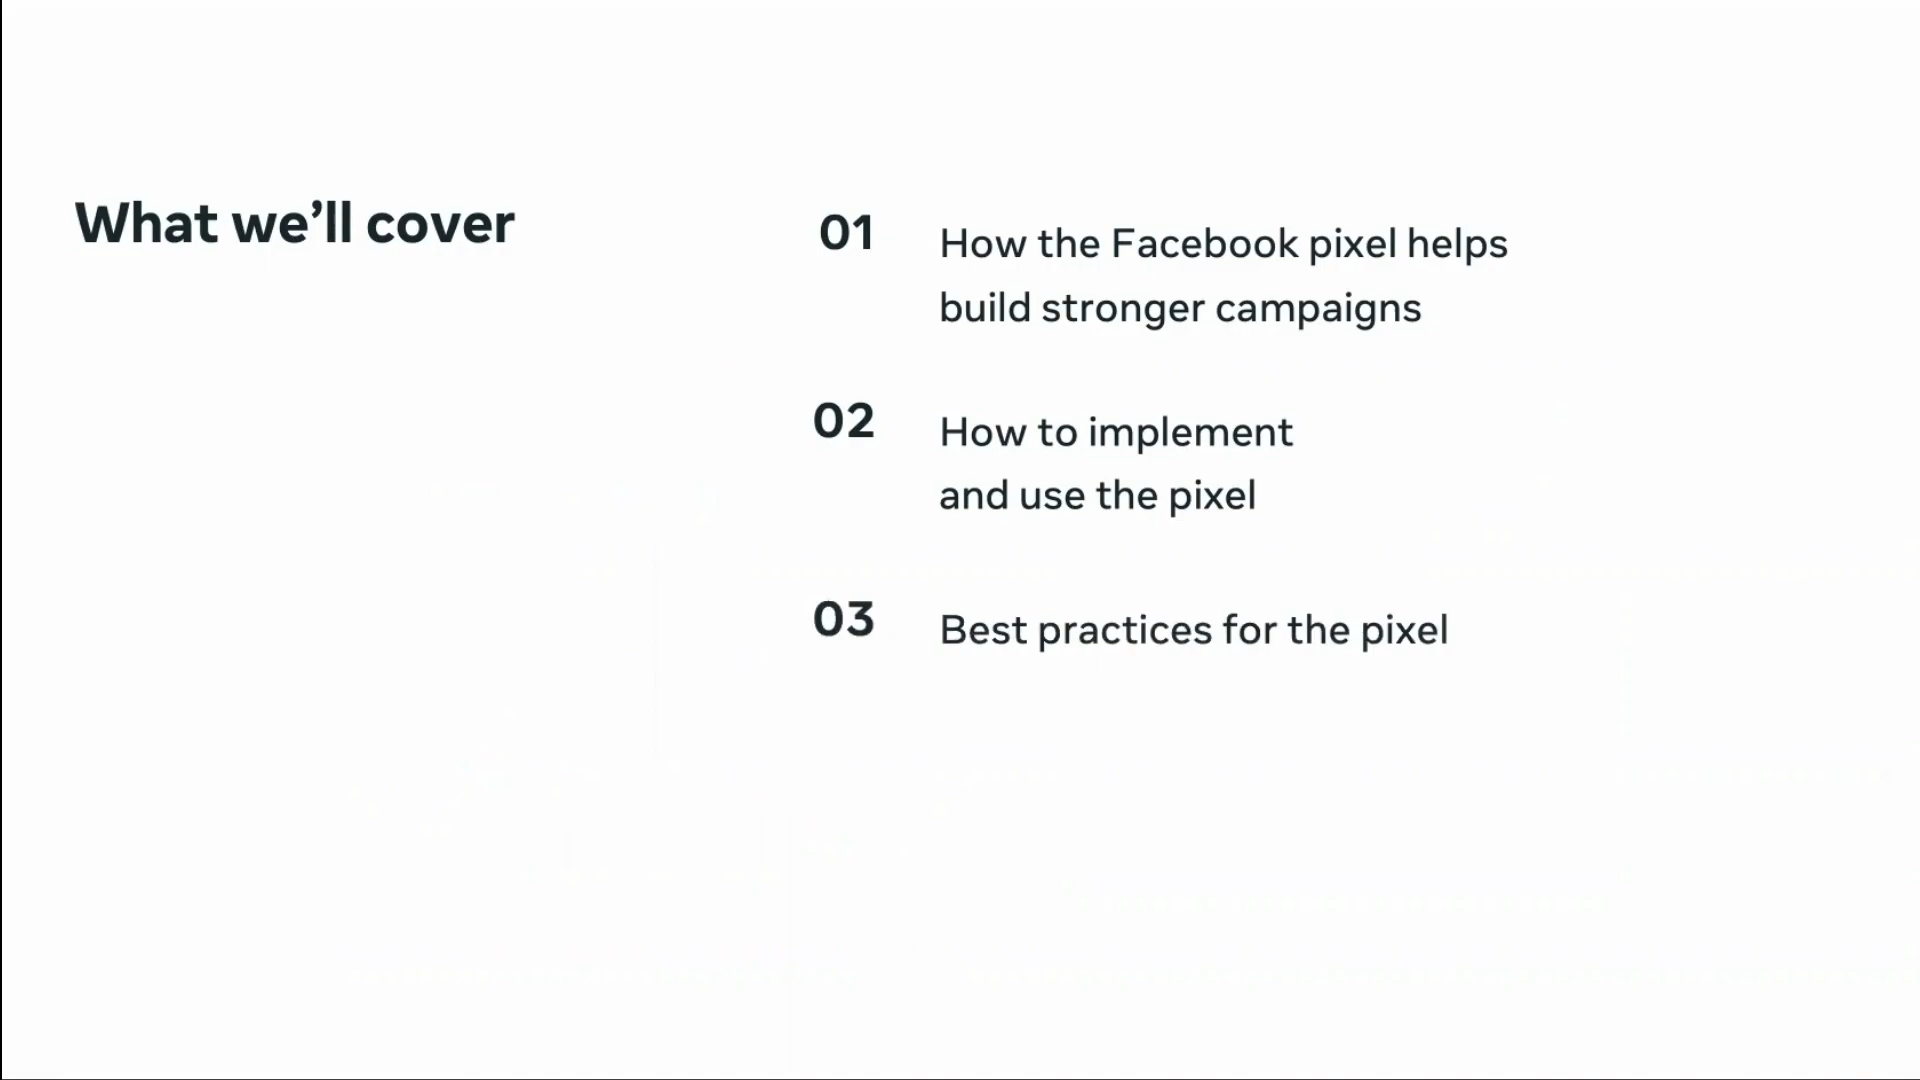 What we’ll cover
01
How the Facebook pixel helps
build stronger campaigns
02
How to implement
and use the pixel
03
Best practices for the pixel